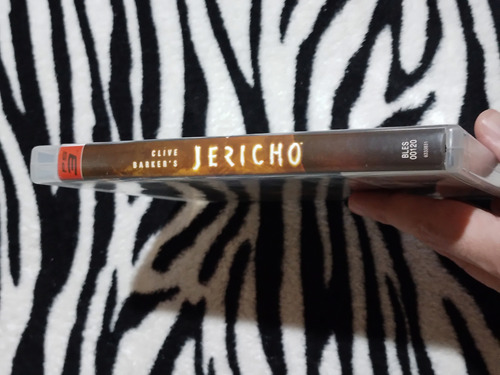 CLIVE
BARKER'S
JERICHO
BLES
00120